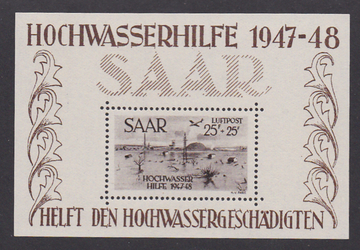 HOCHWASSERHILFE 1947-48
SAAR
SAAR
LUFTPOST
25F+25F
HOCHWASSER
HILFE 1947-48
HELFT DEN HOCHWASSERGESCHÄDIGTEN